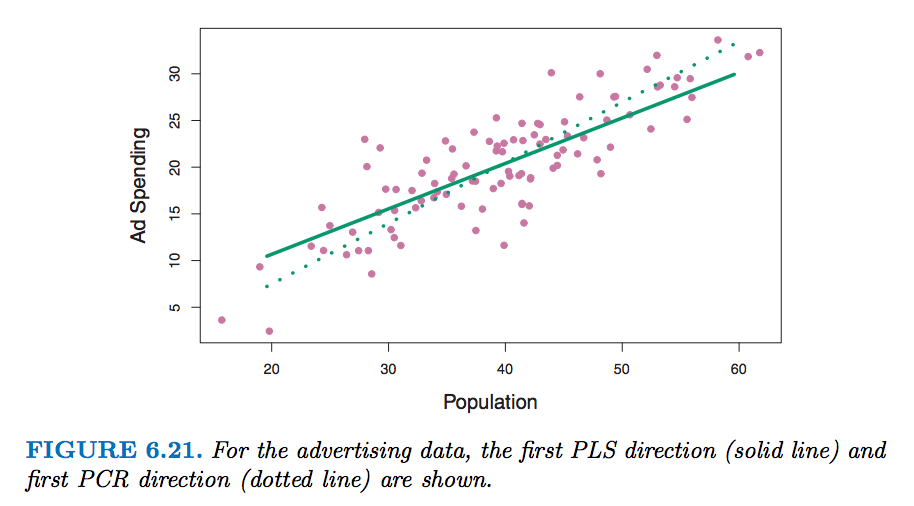 Ad Spending
30
25
20
15
10
5
20
30
40
50
60
Population
FIGURE 6.21. For the advertising data, the first PLS direction (solid line) and
first PCR direction (dotted line) are shown.